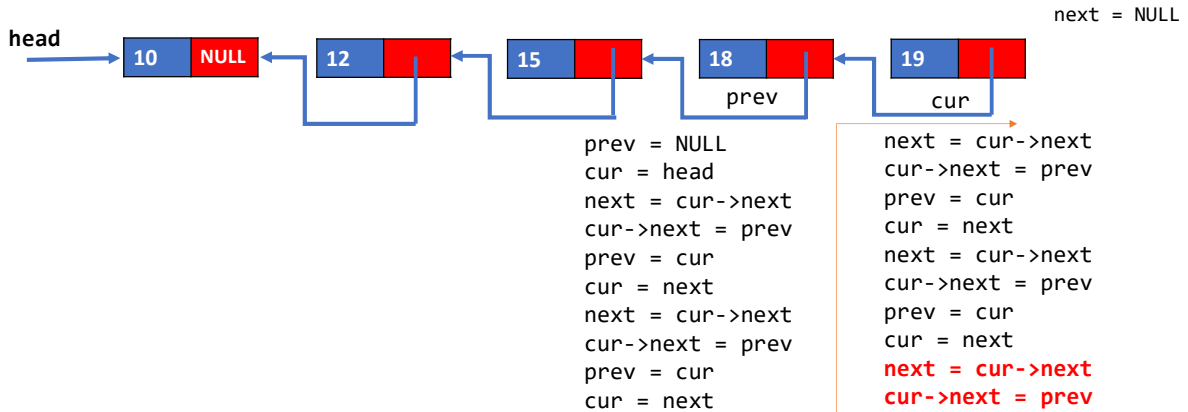 next = NULL
head
10 NULL 12 15 18 19
prev cur
prev = NULL
cur = head
next = cur->next
cur->next = prev
prev = cur
cur = next
next = cur->next
cur->next = prev
prev = cur
cur = next
next = cur->next
cur->next = prev
prev = cur
cur = next
next = cur->next
cur->next = prev
prev = cur
cur = next
next = cur->next
cur->next = prev